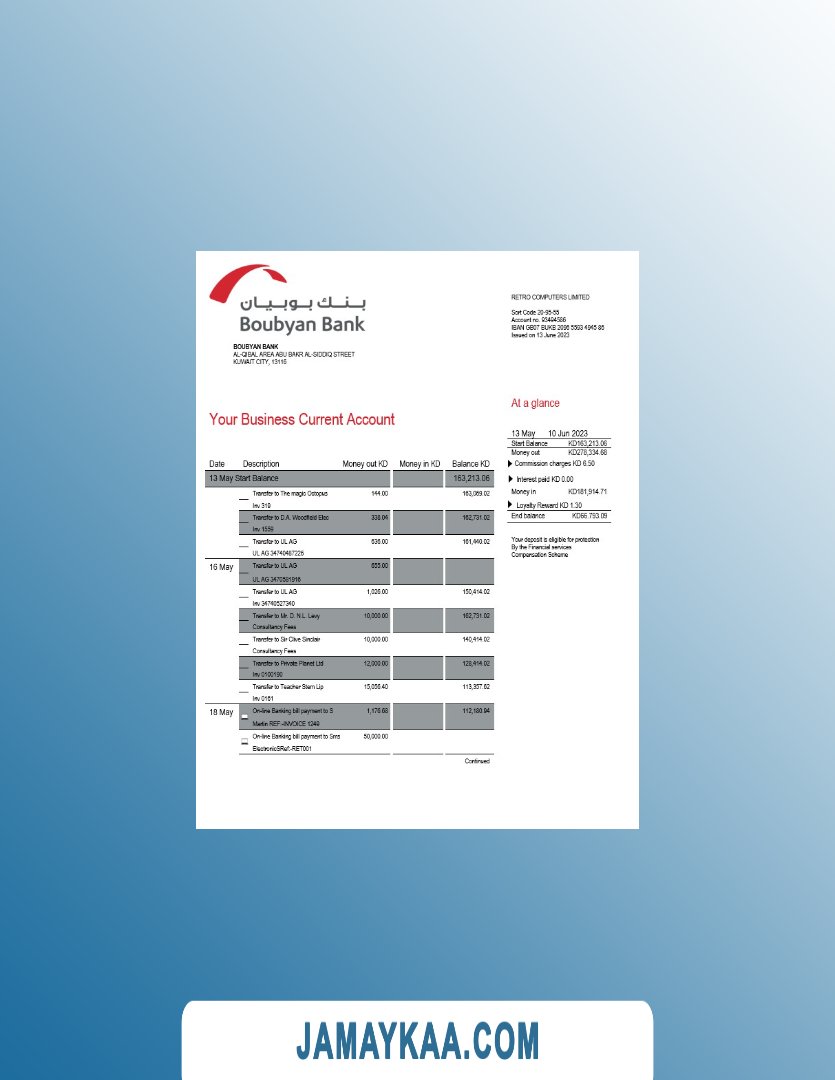 بنك بوبيان
Boubyan Bank
BOUBYAN BANK
AL-QIBAL AREA ABU BAKR AL-SIDDIQ STREET
KUWAIT CITY, 13116
RETRO COMPUTERS LIMITED
Sort Code 20-95-55
Account no. 93494586
IBAN GB07 BUKB 2096 5593 4945 86
Issued on 13 June 2023
Your Business Current Account
At a glance
13 May 10 Jun 2023
Start Balance KD163,213.06
Money out KD278,334.68
Commission charges KD 6.50
Interest paid KD 0.00
Money in KD181,914.71
Loyalty Reward KD 1.30
End balance KD66,793.09
Your deposit is eligible for protection
By the Financial services
Compensation Scheme
Date Description Money out KD Money in KD Balance KD
13 May Start Balance 163,213.06
Transfer to The magic Octopus 144.00 163,069.02
Inv 319
Transfer to D.A. Woodfield Elec 338.04 162,731.02
Inv 1559
Transfer to UL AG 636.00 161,440.02
UL AG 34740487226
16 May Transfer to UL AG 655.00
UL AG 3470591916
Transfer to UL AG 1,026.00 150,414.02
Inv 34740527340
Transfer to Mr. D. N.L. Levy 10,000.00 162,731.02
Consultancy Fees
Transfer to Sir Clive Sinclair 10,000.00 140,414.02
Consultancy Fees
Transfer to Private Planet Ltd 12,000.00 128,414.02
Inv 0100190
Transfer to Teacher Stem Lip 15,056.40 113,357.62
Inv 0161
18 May On-line Banking bill payment to S 1,176.68 112,180.94
Martin REF -INVOICE 1249
On-line Banking bill payment to Sms 50,000.00
ElectronicSRef:-RET001
Continued
JAMAYKAA.COM